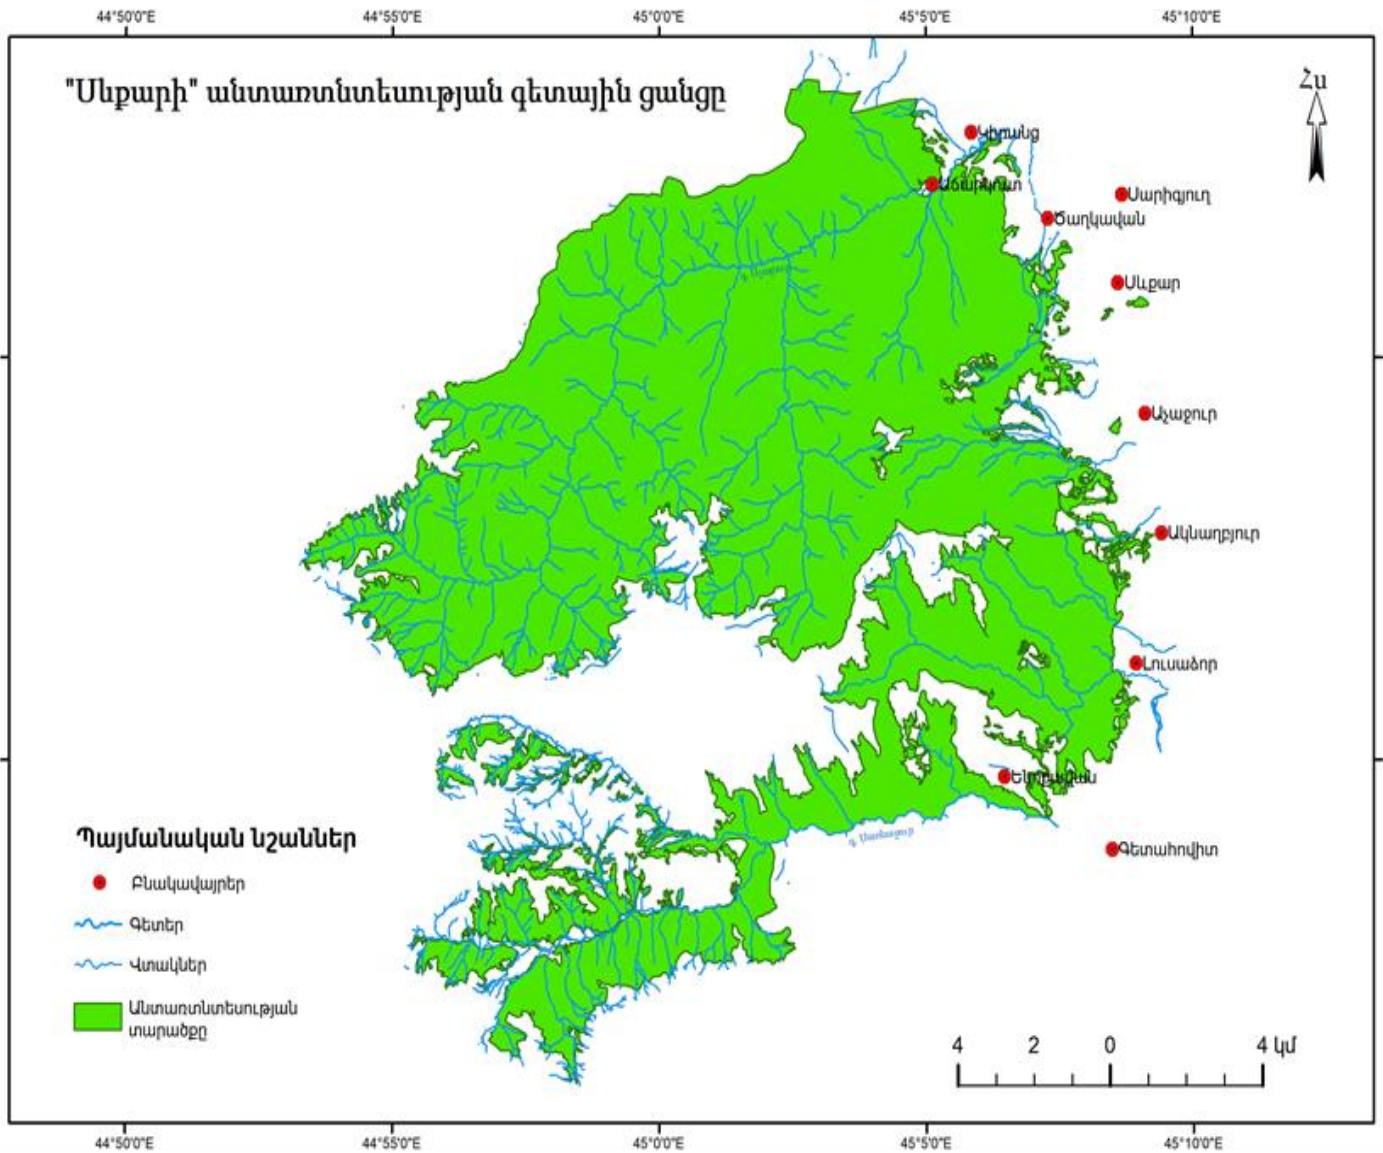 44°50'0"E 44°55'0"E 45°0'0"E 45°5'0"E 45°10'0"E
"Սևքարի" անտառտնտեսության գետային ցանցը
Հս
Կիրանց
Սարիգյուղ
Ծաղկավան
Սևքար
Աչաջուր
Ակնաղբյուր
Լուսաձոր
Ենոքավան
Գետահովիտ
Պայմանական նշաններ
Բնակավայրեր
Գետեր
Վտակներ
Անտառտնտեսության
տարածքը
4 2 0 4 կմ
44°50'0"E 44°55'0"E 45°0'0"E 45°5'0"E 45°10'0"E